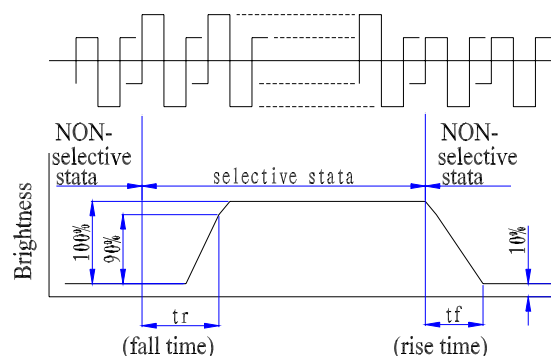 NON-
selective
stata
selective stata
NON-
selective
stata
Brightness
100%
90%
10%
tr
tf
(fall time)
(rise time)